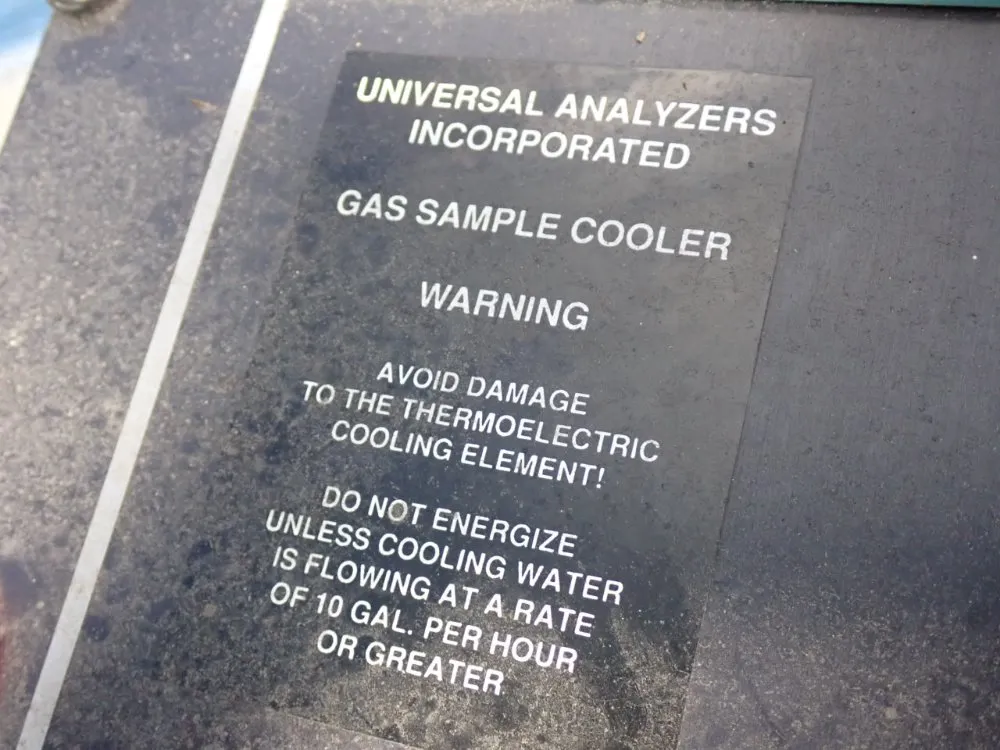 UNIVERSAL ANALYZERS
INCORPORATED
GAS SAMPLE COOLER
WARNING
AVOID DAMAGE
TO THE THERMOELECTRIC
COOLING ELEMENT!
DO NOT ENERGIZE
UNLESS COOLING WATER
IS FLOWING AT A RATE
OF 10 GAL. PER HOUR
OR GREATER